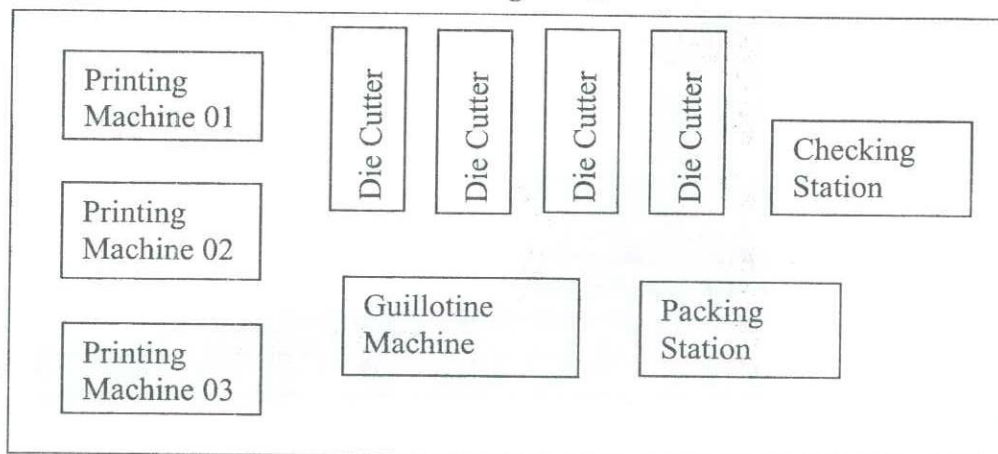 Printing
Machine 01
Die Cutter
Die Cutter
Die Cutter
Die Cutter
Checking
Station
Printing
Machine 02
Guillotine
Machine
Packing
Station
Printing
Machine 03